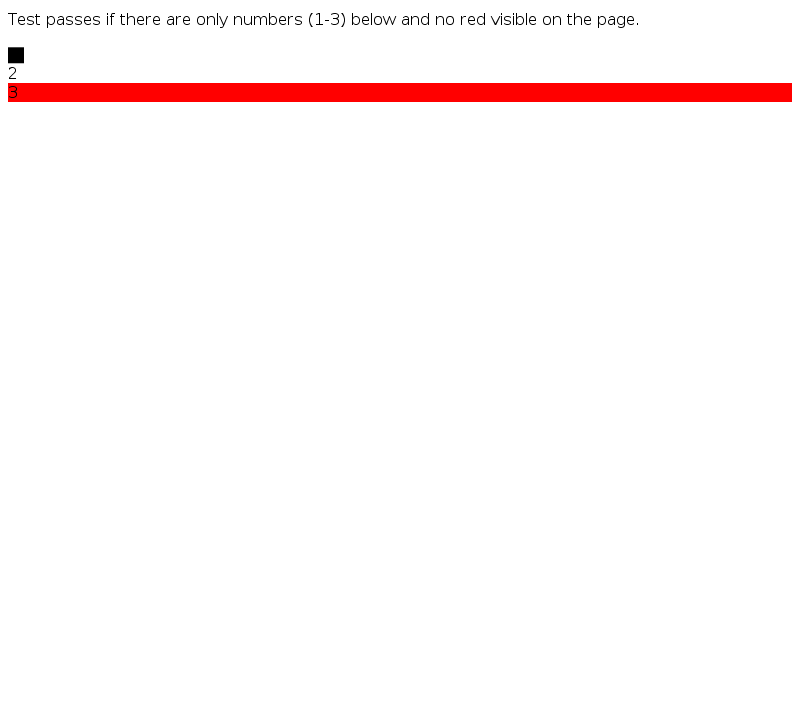 Test passes if there are only numbers (1-3) below and no red visible on the page.
2
3